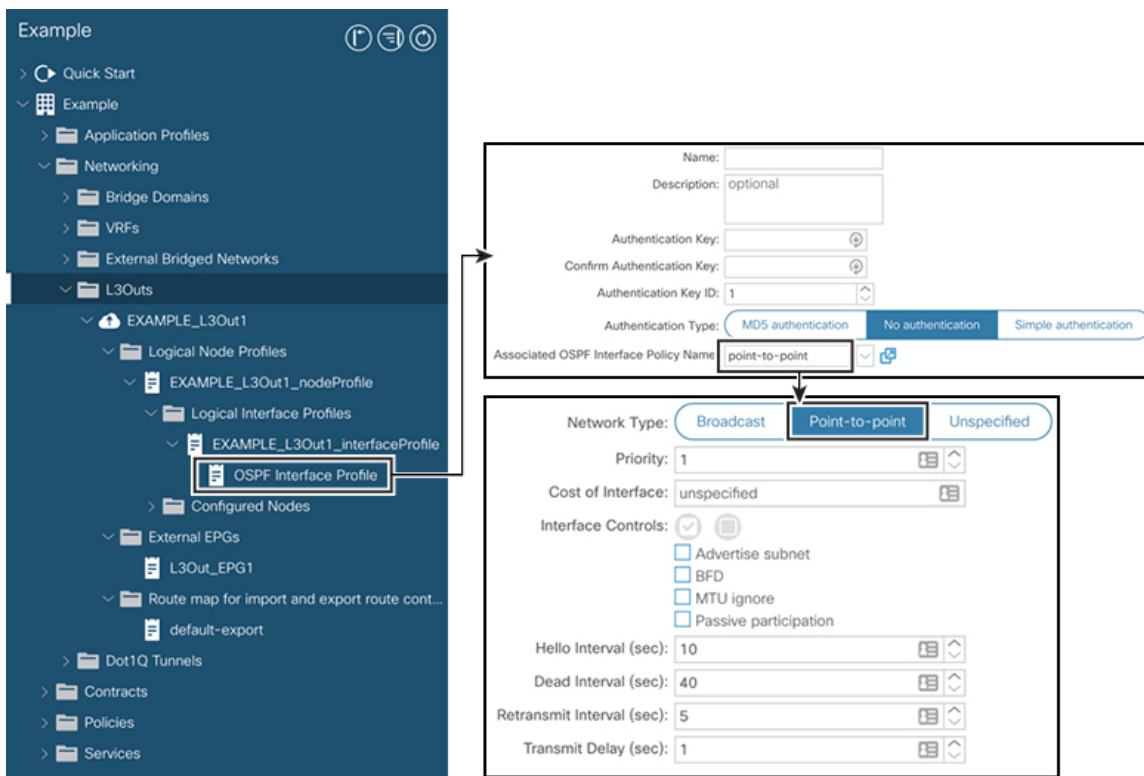 Example
Quick Start
Example
Application Profiles
Networking
Bridge Domains
VRFs
External Bridged Networks
L3Outs
EXAMPLE_L3Out1
Logical Node Profiles
EXAMPLE_L3Out1_nodeProfile
Logical Interface Profiles
EXAMPLE_L3Out1_interfaceProfile
OSPF Interface Profile
Configured Nodes
External EPGs
L3Out_EPG1
Route map for import and export route cont...
default-export
Dot1Q Tunnels
Contracts
Policies
Services
Name:
Description: optional
Authentication Key:
Confirm Authentication Key:
Authentication Key ID: 1
Authentication Type: MD5 authentication No authentication Simple authentication
Associated OSPF Interface Policy Name point-to-point
Network Type: Broadcast Point-to-point Unspecified
Priority: 1
Cost of Interface: unspecified
Interface Controls:
Advertise subnet
BFD
MTU ignore
Passive participation
Hello Interval (sec): 10
Dead Interval (sec): 40
Retransmit Interval (sec): 5
Transmit Delay (sec): 1